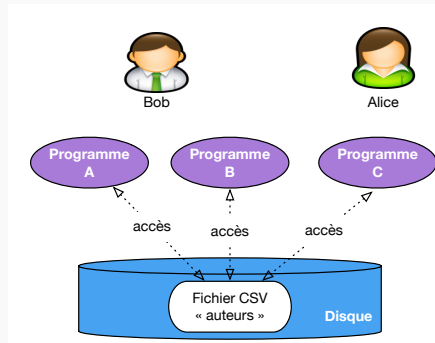 Bob
Alice
Programme
A
Programme
B
Programme
C
accès
accès
accès
Fichier CSV
« auteurs »
Disque